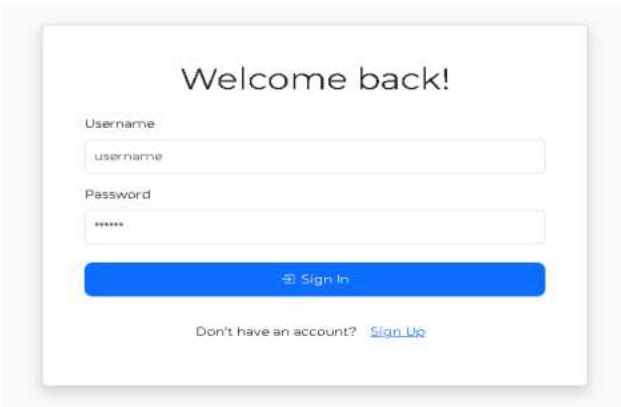 Welcome back!
Username
username
Password
******
Sign In
Don't have an account? Sign Up